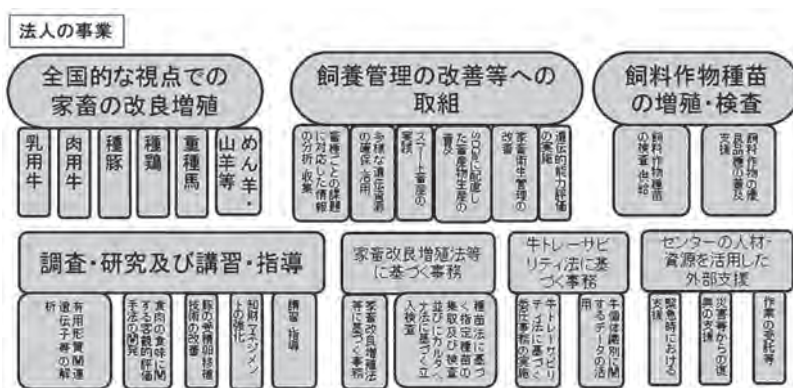 法人の事業
全国的な視点での
家畜の改良増殖
乳用牛
肉用牛
種豚
種鶏
重種馬
めん羊・
山羊等
飼養管理の改善等への
取組
畜種ごとの課題
に対応した情報
の分析・収集
多様な遺伝資源
の確保・活用
スマート畜産の
実践
SDGsに配慮し
た畜産物生産の
普及
家畜衛生管理の
改善
遺伝的能力評価
の実施
飼料作物種苗
の増殖・検査
飼料作物種苗
の検査・供給
飼料作物の優
良品種の普及
支援
調査・研究及び講習・指導
有用形質関連
遺伝子等の解
析
食肉の食味に関
する客観的評価
手法の開発
豚の受精卵移植
技術の改善
知財マネジメン
トの強化
講習・指導
家畜改良増殖法等
に基づく事務
家畜改良増殖法
等に基づく事務
種苗法に基づ
く指定種苗の
集取及び検査
並びにカルタヘ
ナ法に基づく立
入検査
牛トレーサビ
リティ法に基
づく事務
牛トレーサビリ
ティ法に基づく
委任事務の実施
牛個体識別に関
するデータの活
用
センターの人材・
資源を活用した
外部支援
緊急時における
支援
災害等からの復
興の支援
作業の受託等